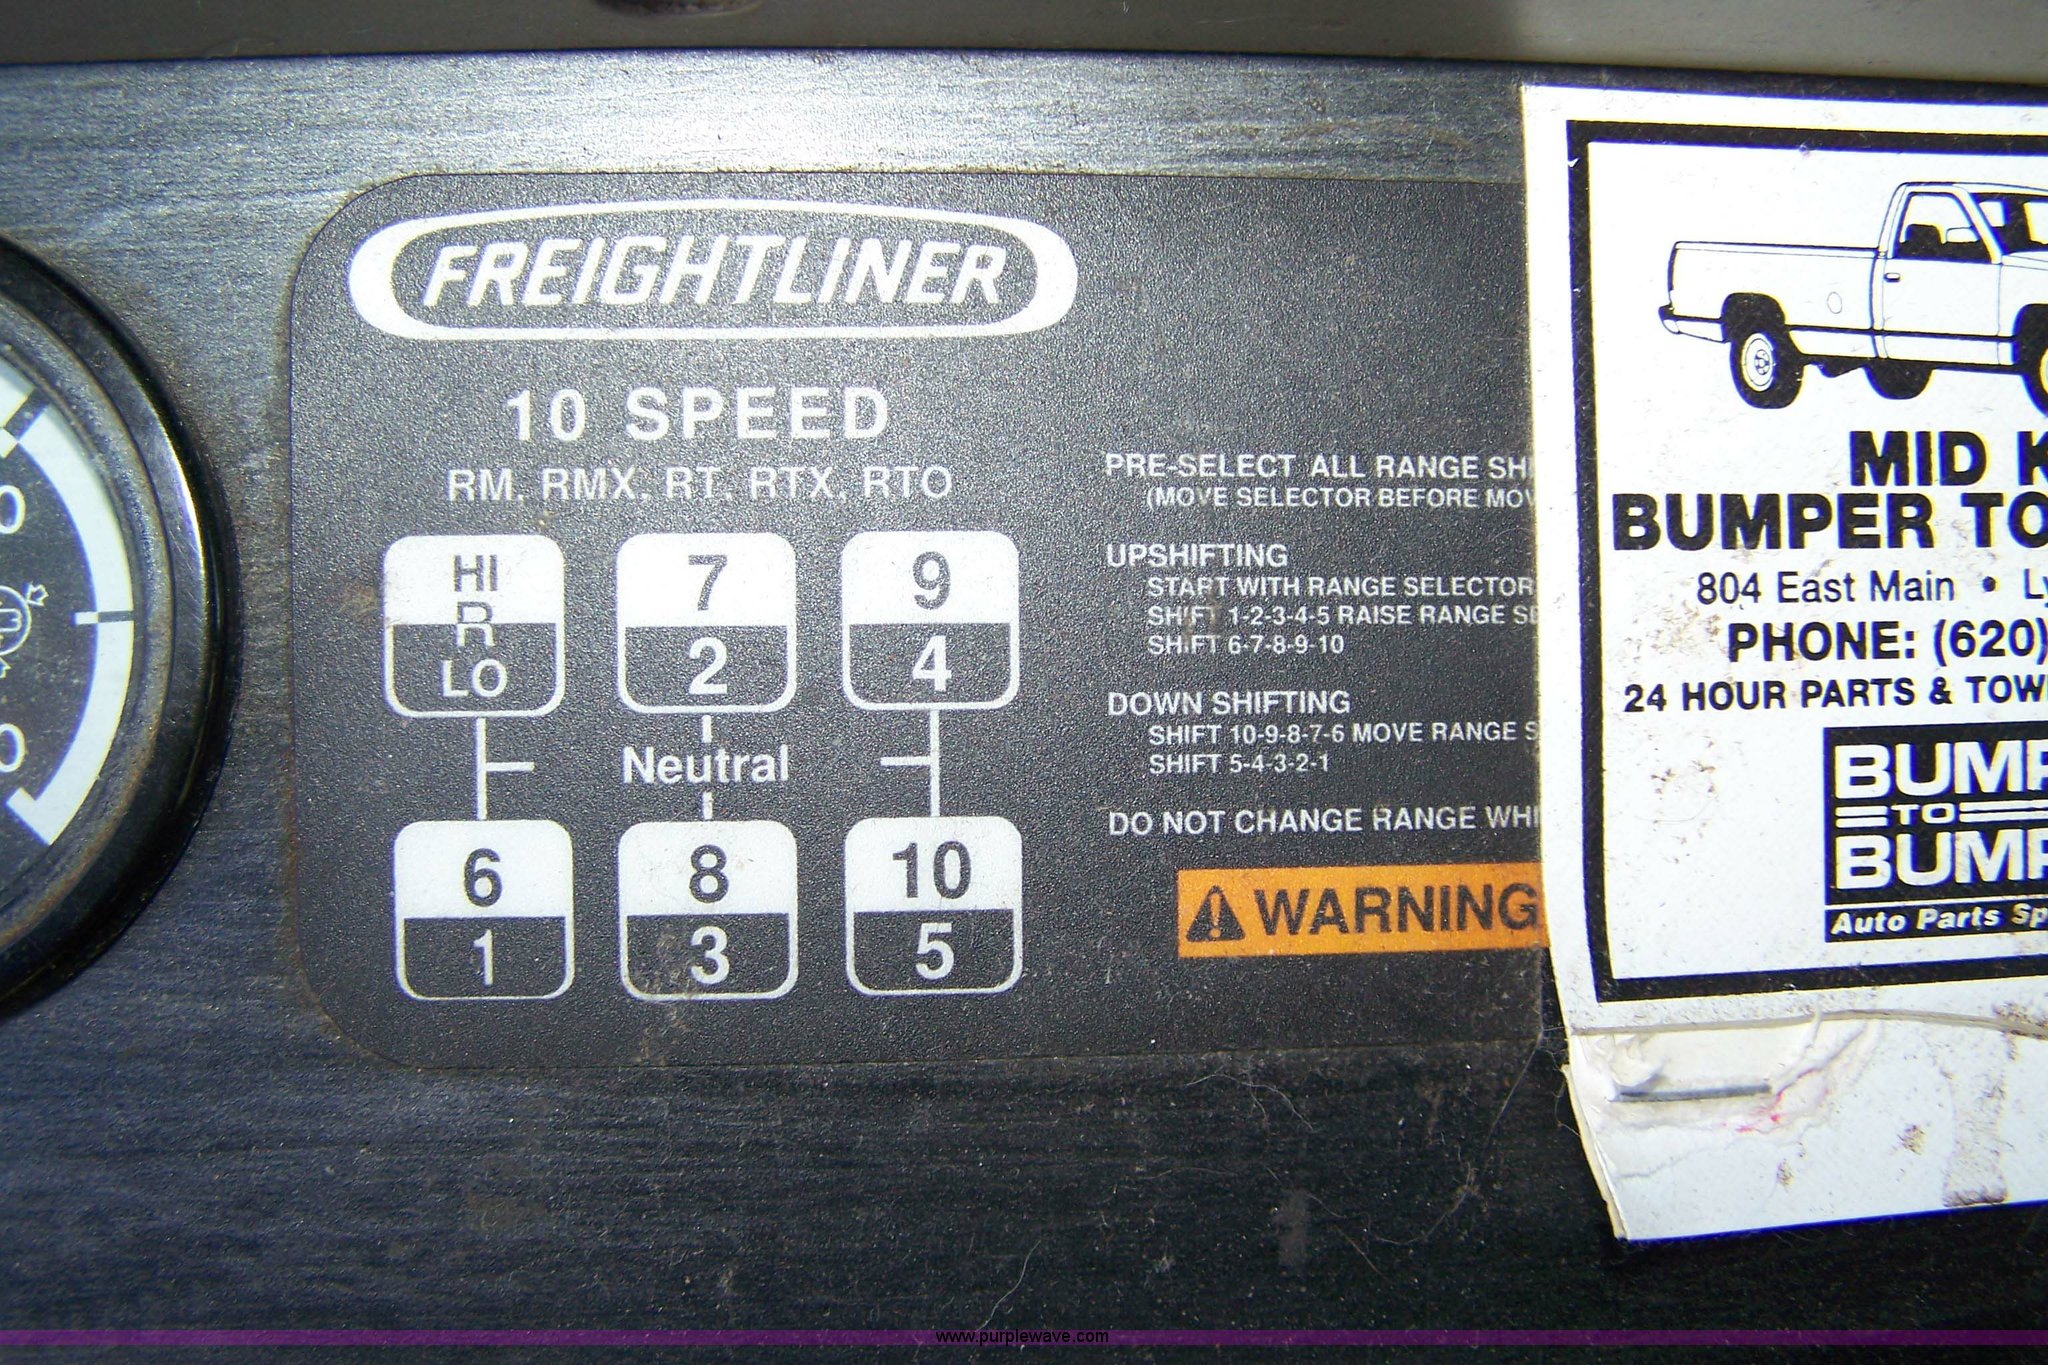 FREIGHTLINER
10 SPEED
RM, RMX, RT, RTX, RTO
HI
R
LO
7
2
9
4
Neutral
6
1
8
3
10
5
PRE-SELECT ALL RANGE
(MOVE SELECTOR BEFORE
UPSHIFTING
START WITH RANGE SELECTOR
SHIFT 1-2-3-4-5 RAISE RANGE
SHIFT 6-7-8-9-10
DOWN SHIFTING
SHIFT 10-9-8-7-6 MOVE RANGE
SHIFT 5-4-3-2-1
DO NOT CHANGE RANGE
WARNING
MID
BUMPER TO
804 East Main •
PHONE: (620)
24 HOUR PARTS &
TO
Auto Parts
www.purplewave.com